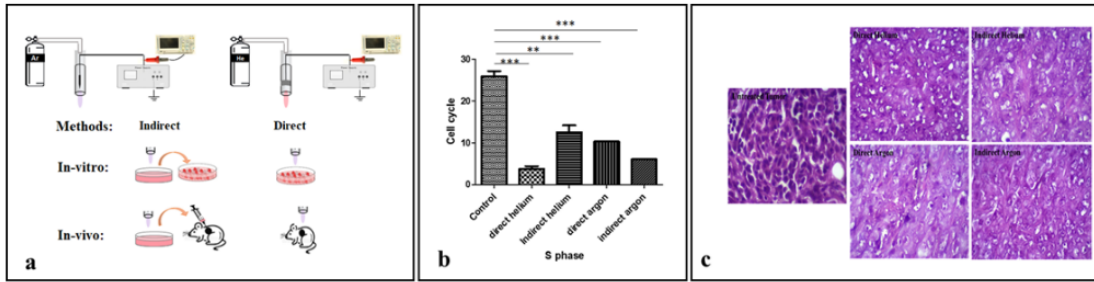 Ar
He
Methods:
Indirect
Direct
In-vitro:
In-vivo:
a
***
***
**
***
30
20
10
0
Cell cycle
Control
direct helium
Indirect helium
direct argon
indirect argon
S phase
b
Direct Helium
Indirect Helium
Direct Argon
Indirect Argon
c